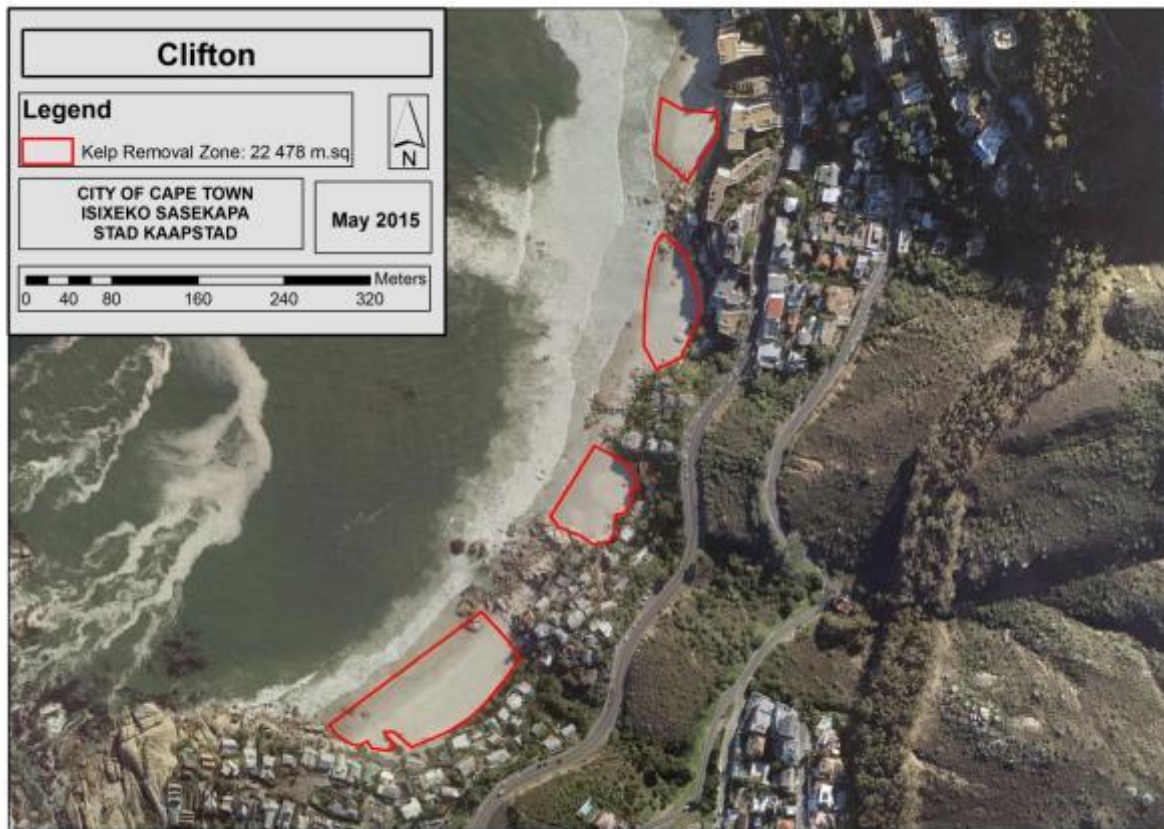 Clifton
Legend
Kelp Removal Zone: 22 478 m.sq
N
CITY OF CAPE TOWN
ISIXEKO SASEKAPA
STAD KAAPSTAD
May 2015
Meters
0 40 80 160 240 320